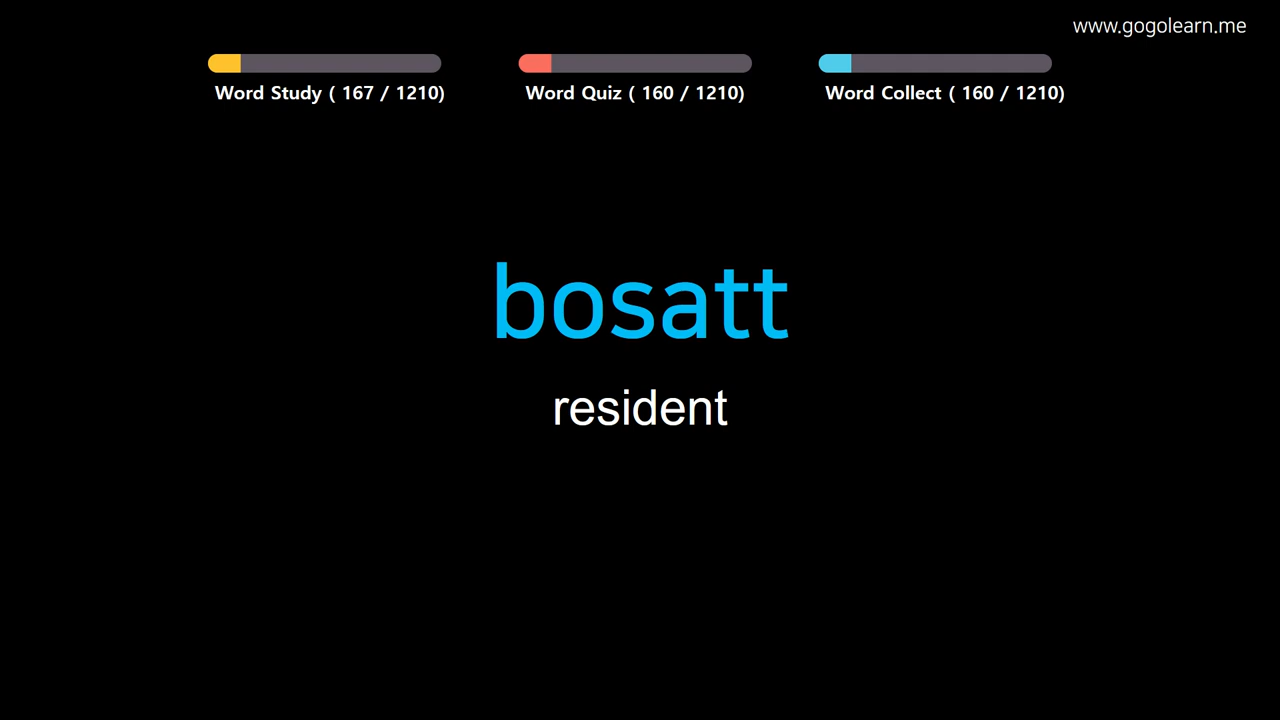 www.gogolearn.me
Word Study ( 167 / 1210)
Word Quiz ( 160 / 1210)
Word Collect ( 160 / 1210)
bosatt
resident